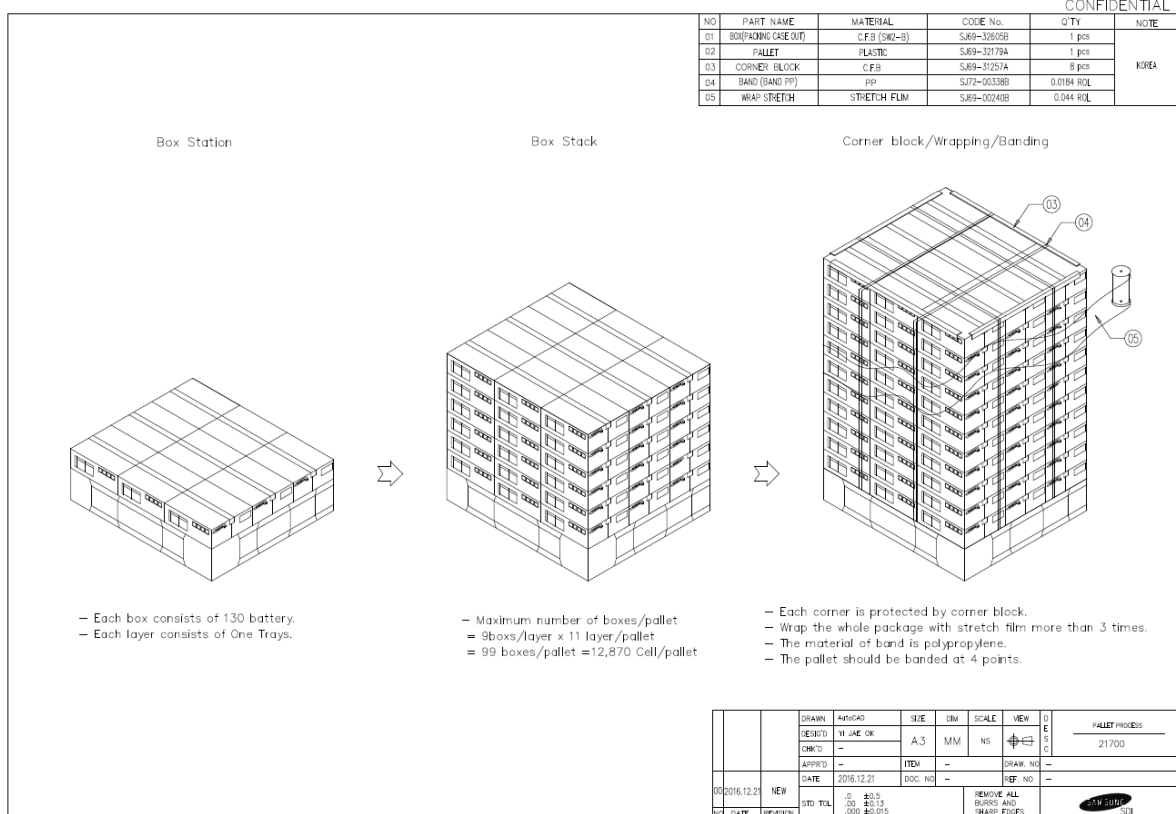 CONFIDENTIAL
NO PART NAME MATERIAL CODE No. Q'TY NOTE
01 BOX(PACKING CASE OUT) C.F.B (SW2-B) SJ69-32605B 1 pcs
02 PALLET PLASTIC SJ69-32179A 1 pcs
03 CORNER BLOCK C.F.B SJ69-31257A 8 pcs KOREA
04 BAND (BAND PP) PP SJ72-00338B 0.0184 ROL
05 WRAP STRETCH STRETCH FLIM SJ69-00240B 0.044 ROL
Box Station
Box Stack
Corner block/Wrapping/Banding
03
04
05
- Each box consists of 130 battery.
- Each layer consists of One Trays.
- Maximum number of boxes/pallet
= 9boxs/layer x 11 layer/pallet
= 99 boxes/pallet =12,870 Cell/pallet
- Each corner is protected by corner block.
- Wrap the whole package with stretch film more than 3 times.
- The material of band is polypropylene.
- The pallet should be banded at 4 points.
DRAWN AutoCAD SIZE DIM SCALE VIEW DESC PALLET PROCESS
DESIG'D YI JAE OK A3 MM NS 21700
CHK'D -
APPR'D - ITEM - DRAW. NO -
DATE 2016.12.21 DOC. NO - REF. NO -
00 2016.12.21 NEW
STD TOL .0 ±0.5 REMOVE ALL
.00 ±0.13 BURRS AND
.000 ±0.015 SHARP EDGES
NO DATE REVISION
SAMSUNG
SDI